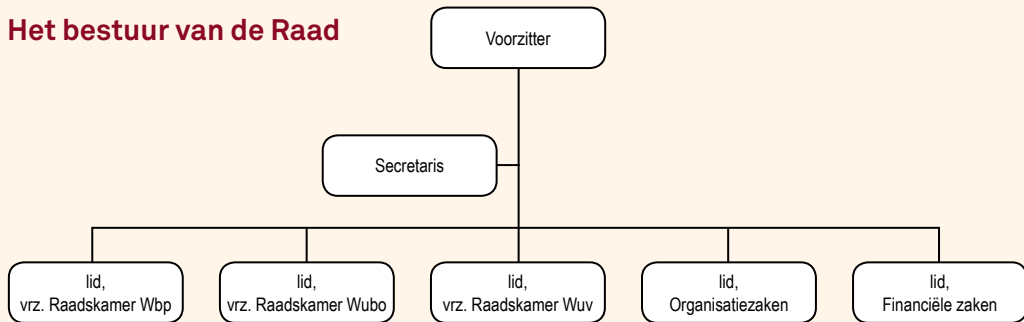 Het bestuur van de Raad
Voorzitter
Secretaris
lid,
vrz. Raadskamer Wbp
lid,
vrz. Raadskamer Wubo
lid,
vrz. Raadskamer Wuv
lid,
Organisatiezaken
lid,
Financiële zaken